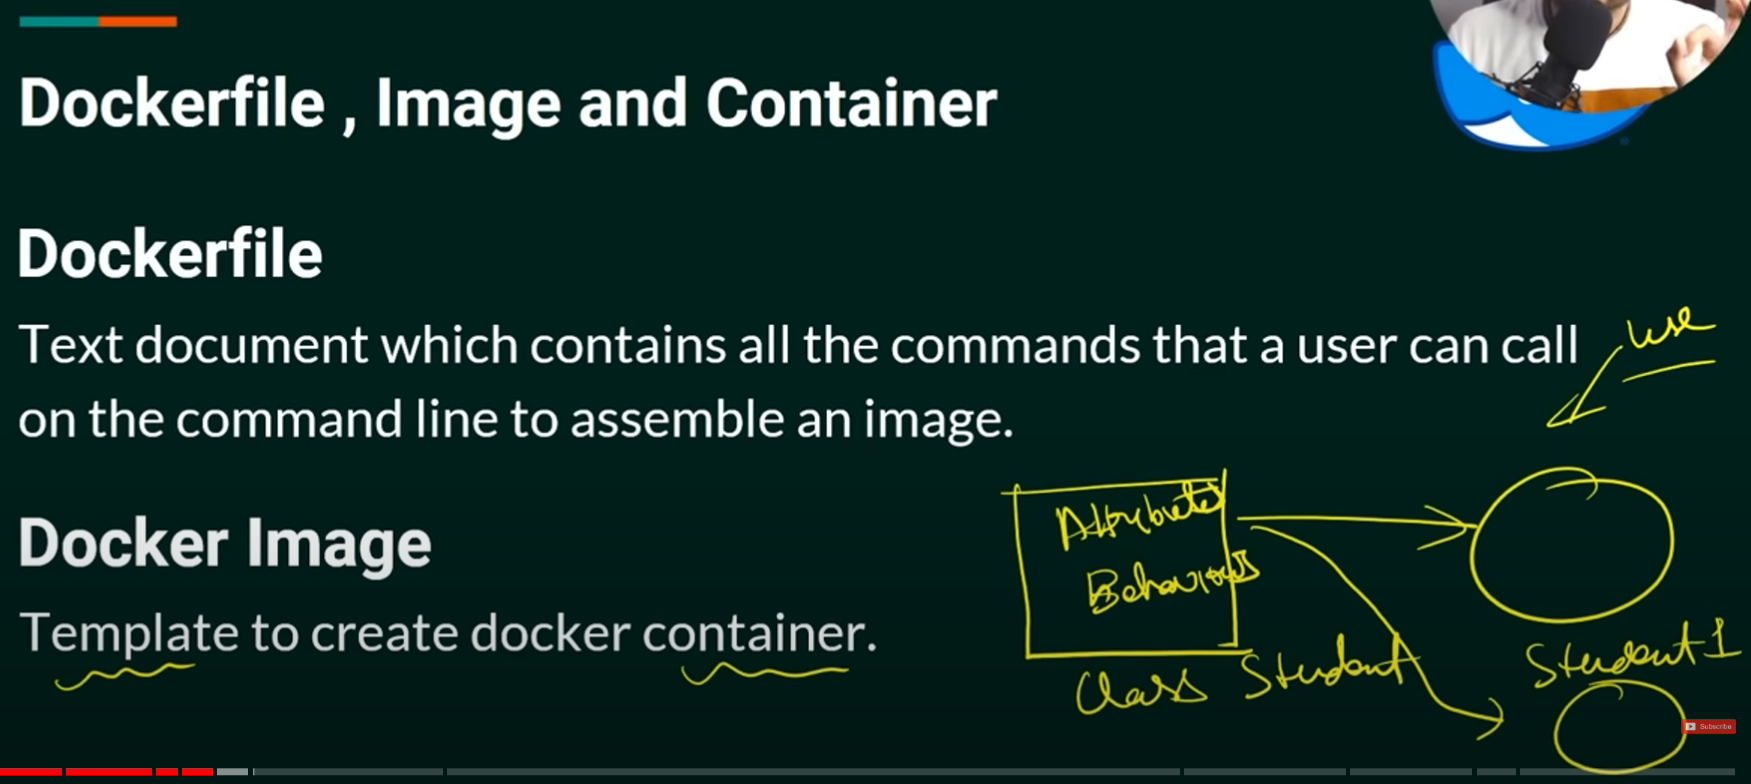 Dockerfile , Image and Container
Dockerfile
Text document which contains all the commands that a user can call
on the command line to assemble an image.
use
Docker Image
Template to create docker container.
Attributes
Behaviours
Class Student
Student 1
Subscribe